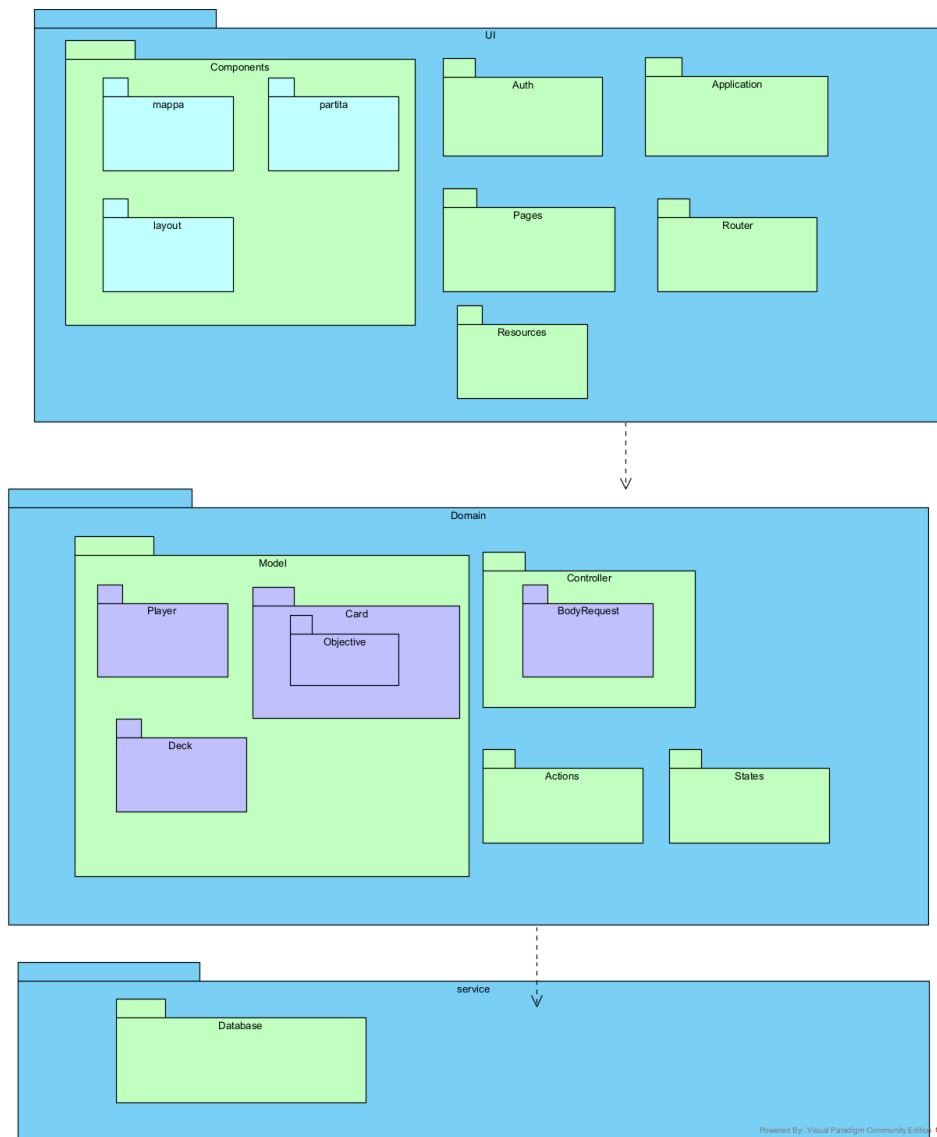 UI
Components
mappa
partita
layout
Auth
Application
Pages
Router
Resources
Domain
Model
Player
Card
Objective
Deck
Controller
BodyRequest
Actions
States
service
Database
Powered By: Visual Paradigm Community Edition